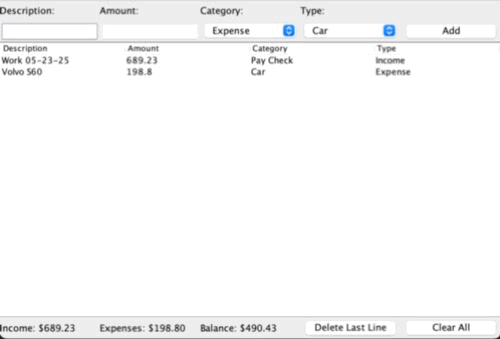 Description: Amount: Category: Type:
Expense Car Add
Description Amount Category Type
Work 05-23-25 689.23 Pay Check Income
Volvo S60 198.8 Car Expense
Income: $689.23 Expenses: $198.80 Balance: $490.43 Delete Last Line Clear All